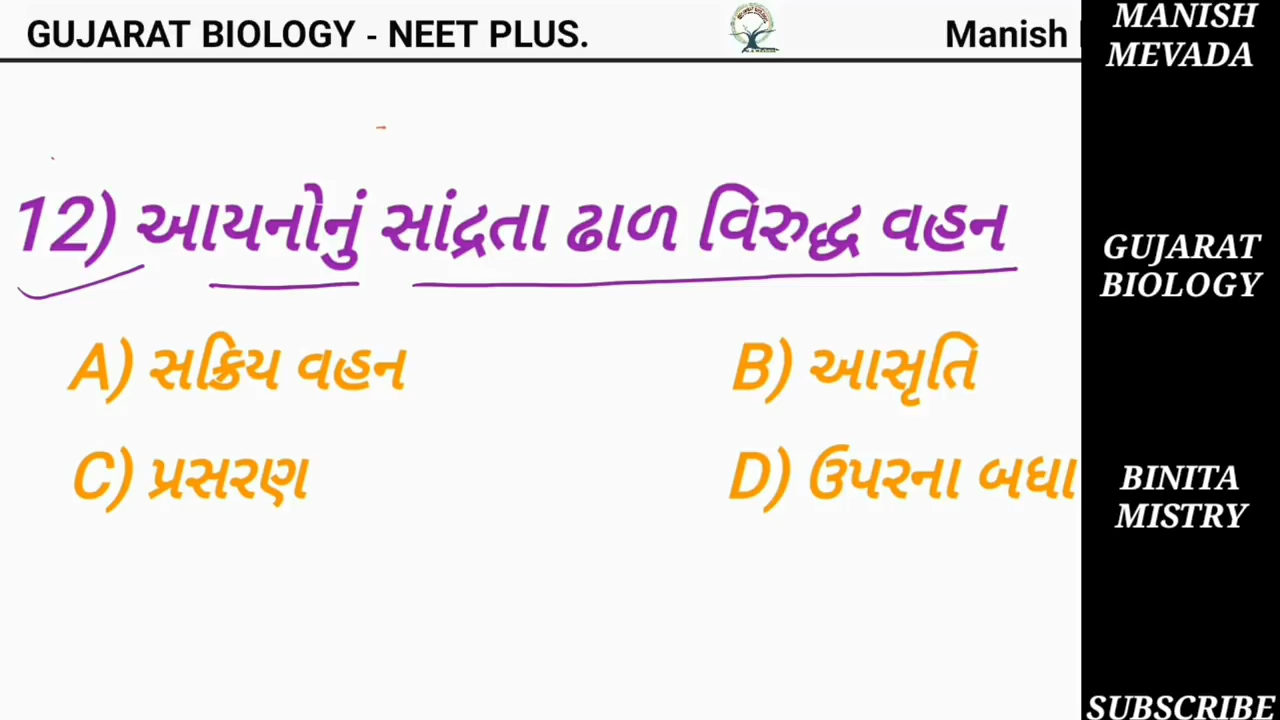 GUJARAT BIOLOGY - NEET PLUS.
Manish
12) આયનોનું સાંદ્રતા ઢાળ વિરુદ્ધ વહન
A) સક્રિય વહન
B) આસૃતિ
C) પ્રસરણ
D) ઉપરના બધા
MANISH
MEVADA
GUJARAT
BIOLOGY
BINITA
MISTRY
SUBSCRIBE